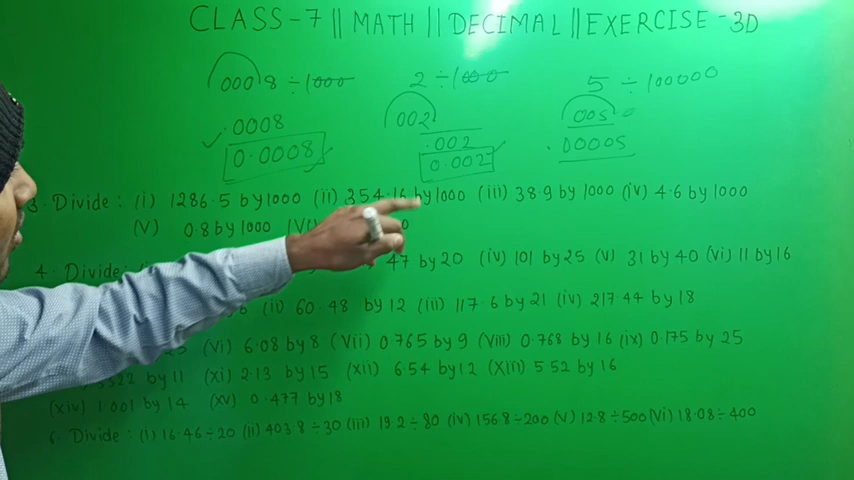 CLASS-7 || MATH || DECIMAL || EXERCISE-3D
0008 ÷ 1000 2 ÷ 1000 5 ÷ 100000
.0008 002 005
0.0008 .002 .00005
0.002
3. Divide: (i) 1286.5 by 1000 (ii) 354.16 by 1000 (iii) 38.9 by 1000 (iv) 4.6 by 1000
(v) 0.8 by 1000
4. Divide: 47 by 20 (iv) 101 by 25 (v) 31 by 40 (vi) 11 by 16
(ii) 60.48 by 12 (iii) 117.6 by 21 (iv) 217.44 by 18
(vi) 6.08 by 8 (vii) 0.765 by 9 (viii) 0.768 by 16 (ix) 0.175 by 25
by 11 (xi) 2.13 by 15 (xii) 6.54 by 12 (xiii) 5.52 by 16
(xiv) 1.001 by 14 (xv) 0.477 by 18
6. Divide: (i) 16.46÷20 (ii) 403.8÷30 (iii) 19.2÷80 (iv) 156.8÷200 (v) 12.8÷500 (vi) 18.08÷400